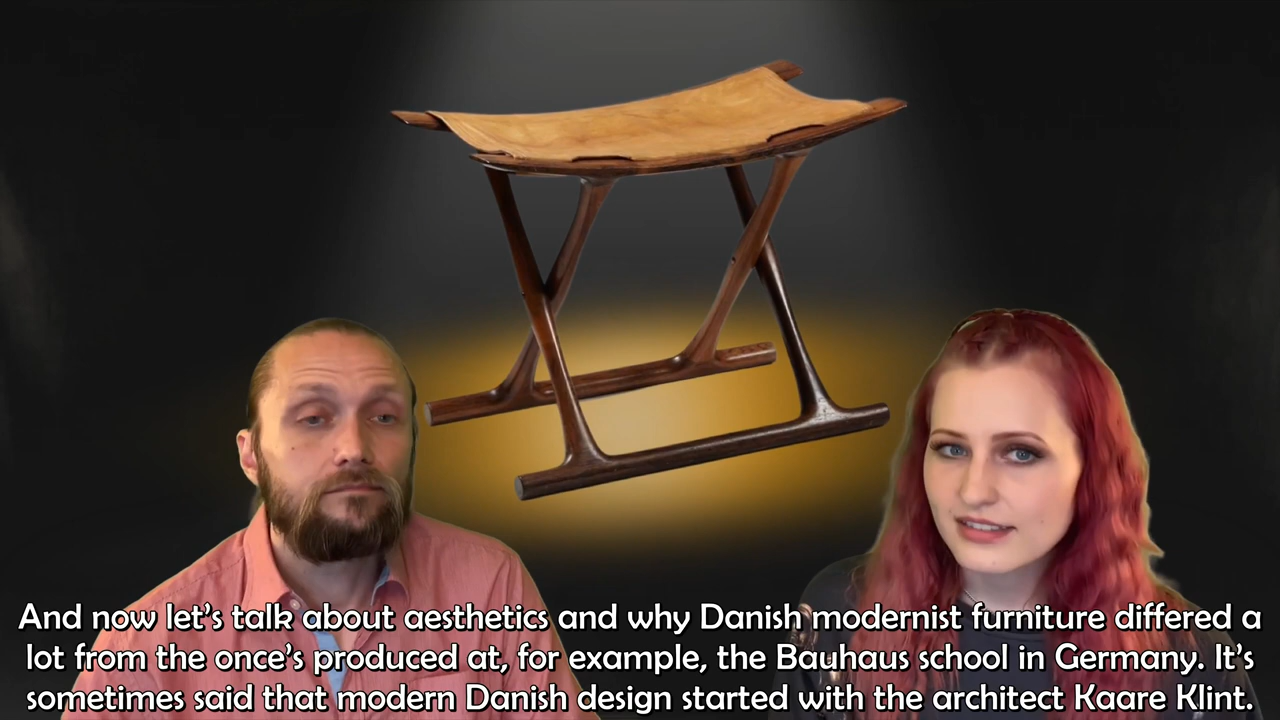 And now let's talk about aesthetics and why Danish modernist furniture differed a
lot from the once's produced at, for example, the Bauhaus school in Germany. It's
sometimes said that modern Danish design started with the architect Kaare Klint.